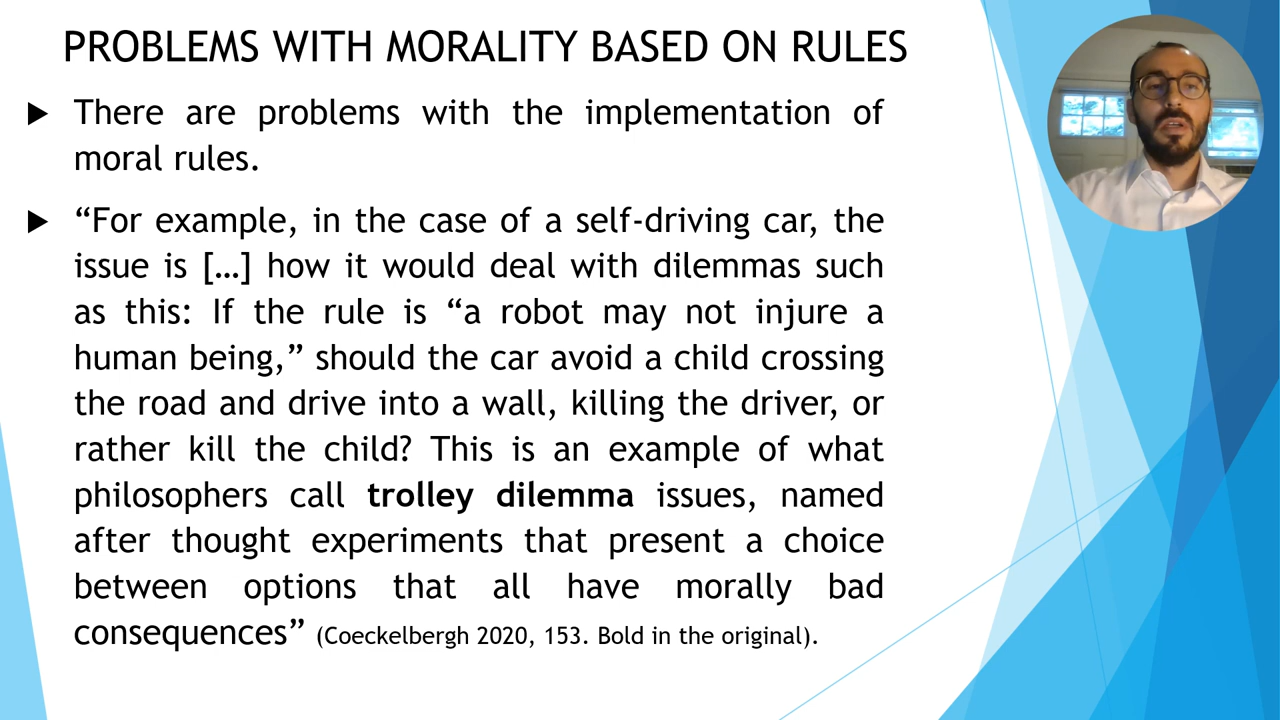 PROBLEMS WITH MORALITY BASED ON RULES
There are problems with the implementation of
moral rules.
“For example, in the case of a self-driving car, the
issue is […] how it would deal with dilemmas such
as this: If the rule is “a robot may not injure a
human being,” should the car avoid a child crossing
the road and drive into a wall, killing the driver, or
rather kill the child? This is an example of what
philosophers call trolley dilemma issues, named
after thought experiments that present a choice
between options that all have morally bad
consequences” (Coeckelbergh 2020, 153. Bold in the original).